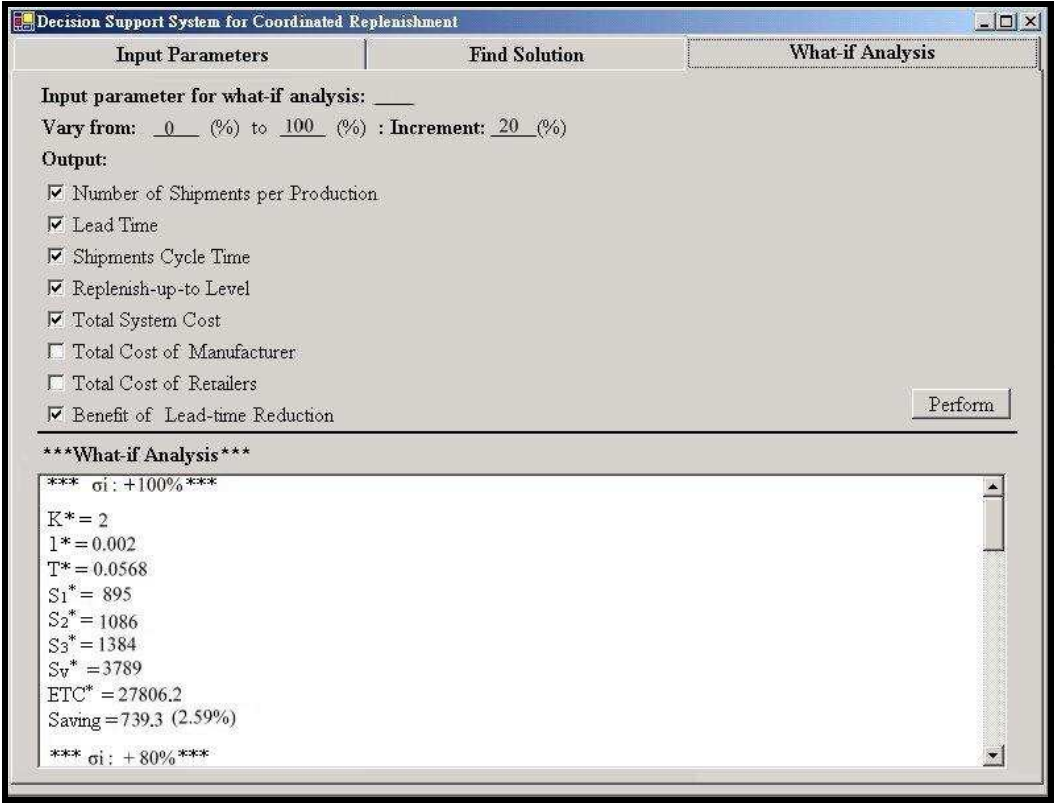 Decision Support System for Coordinated Replenishment
Input Parameters Find Solution What-if Analysis
Input parameter for what-if analysis: ____
Vary from: 0 (%) to 100 (%) : Increment: 20 (%)
Output:
Number of Shipments per Production
Lead Time
Shipments Cycle Time
Replenish-up-to Level
Total System Cost
Total Cost of Manufacturer
Total Cost of Retailers
Benefit of Lead-time Reduction
Perform
***What-if Analysis***
*** σi : +100%***
K* = 2
l* = 0.002
T* = 0.0568
S1* = 895
S2* = 1086
S3* = 1384
Sv* = 3789
ETC* = 27806.2
Saving = 739.3 (2.59%)
*** σi : + 80%***